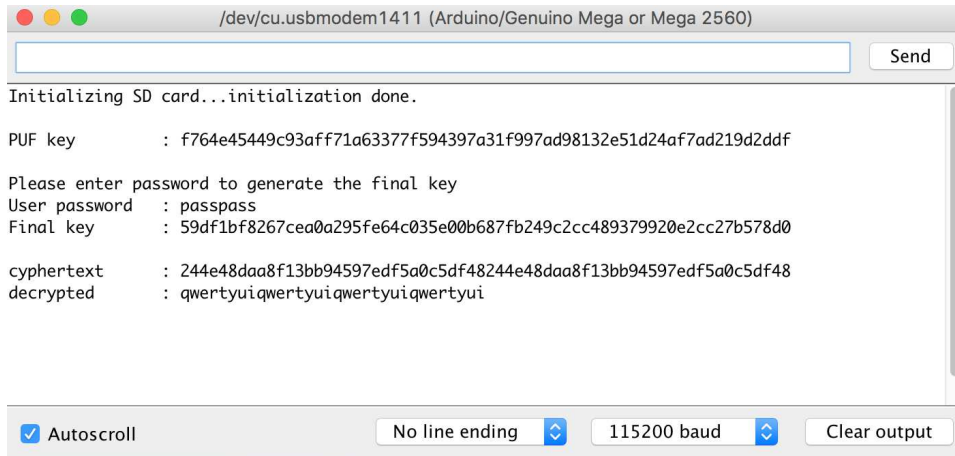 /dev/cu.usbmodem1411 (Arduino/Genuino Mega or Mega 2560)
Send
Initializing SD card...initialization done.
PUF key : f764e45449c93aff71a63377f594397a31f997ad98132e51d24af7ad219d2ddf
Please enter password to generate the final key
User password : passpass
Final key : 59df1bf8267cea0a295fe64c035e00b687fb249c2cc489379920e2cc27b578d0
cyphertext : 244e48daa8f13bb94597edf5a0c5df48244e48daa8f13bb94597edf5a0c5df48
decrypted : qwertyuiqwertyuiqwertyuiqwertyui
Autoscroll No line ending 115200 baud Clear output